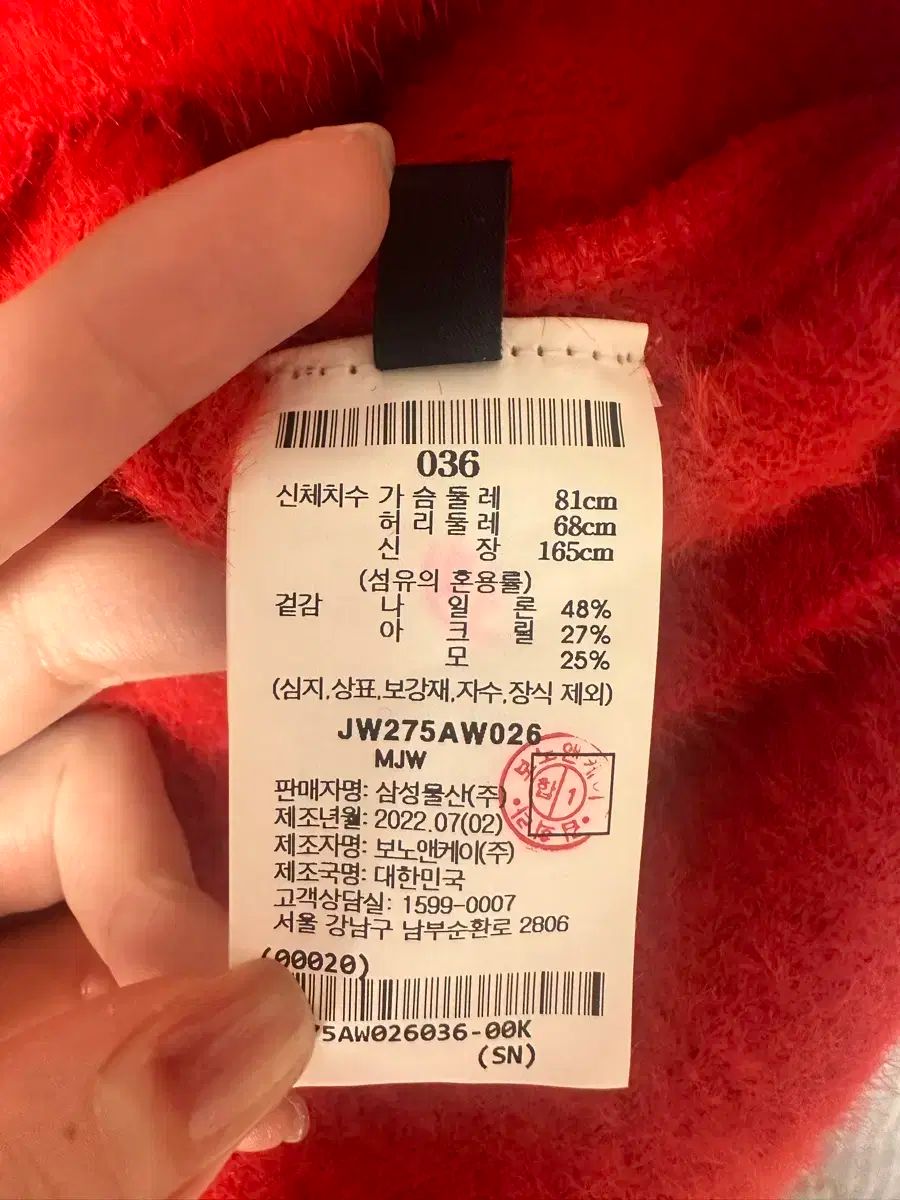 036
신체치수 가슴둘레 81cm
허리둘레 68cm
신장 165cm
(섬유의 혼용률)
겉감 나일론 48%
아크릴 27%
모 25%
(심지,상표,보강재,자수,장식 제외)
JW275AW026
MJW
판매자명: 삼성물산(주)
제조년월: 2022.07(02)
제조자명: 보노앤케이(주)
제조국명: 대한민국
고객상담실: 1599-0007
서울 강남구 남부순환로 2806
합/1
(00020)
75AW026036-00K
(SN)